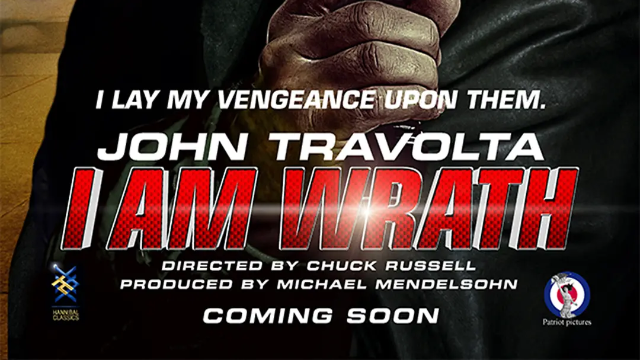 I LAY MY VENGEANCE UPON THEM.
JOHN TRAVOLTA
I AM WRATH
DIRECTED BY CHUCK RUSSELL
PRODUCED BY MICHAEL MENDELSOHN
HANNIBAL
CLASSICS
Patriot pictures
COMING SOON